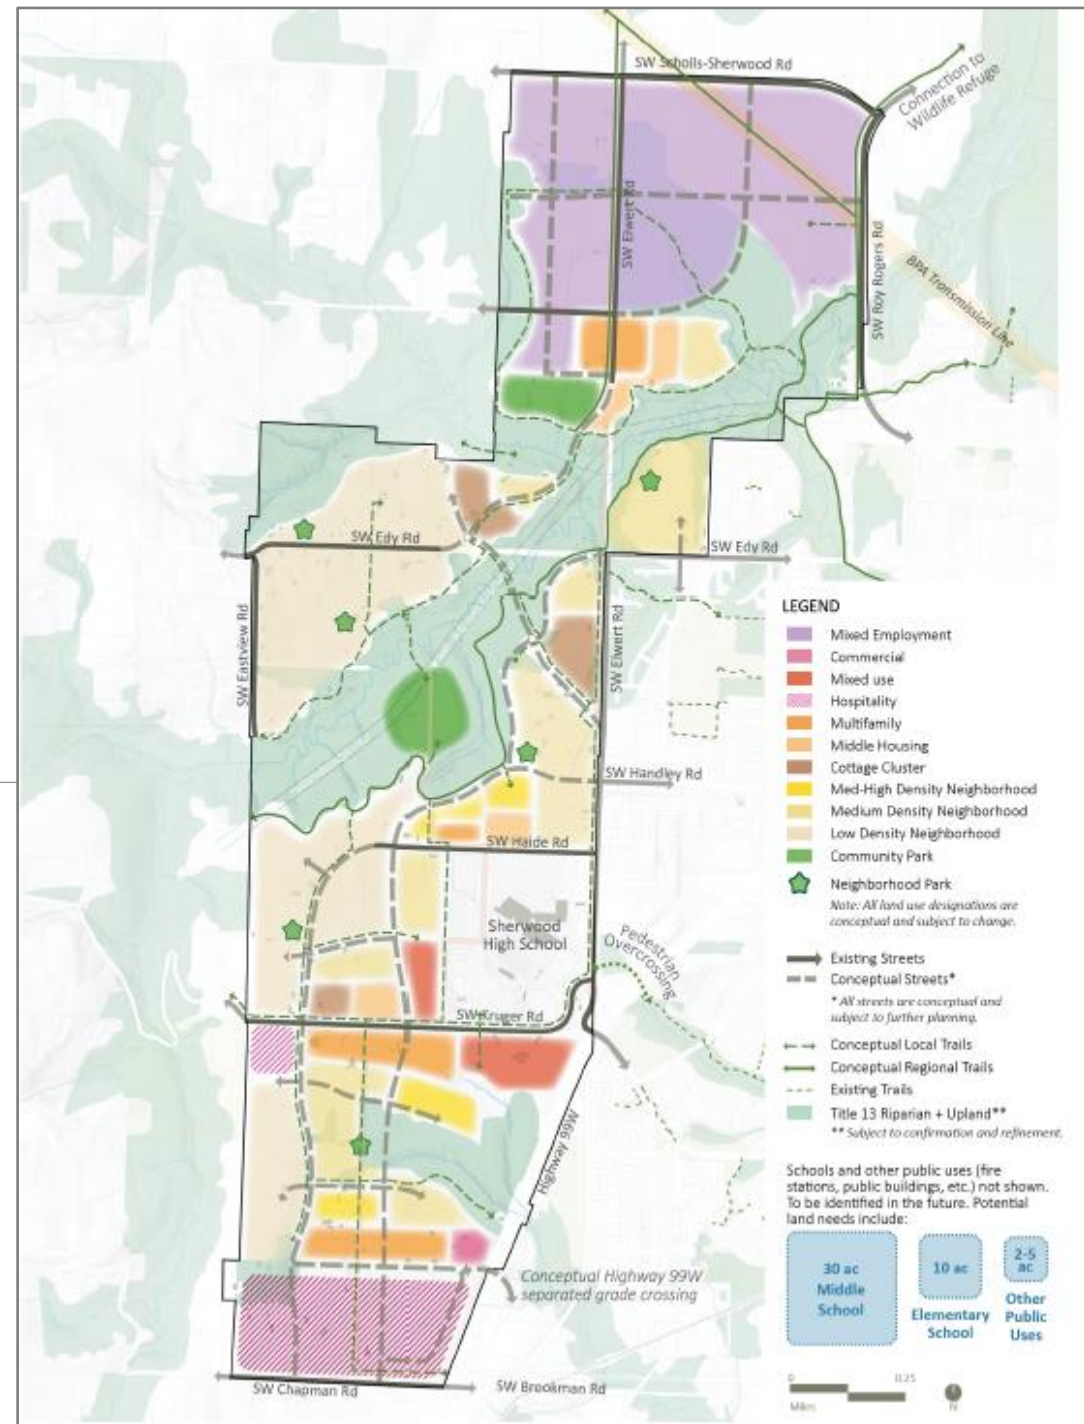 SW Scholls-Sherwood Rd
Connection to
Wildlife Refuge
SW Elwert Rd
SW Roy Rogers Rd
BPA Transmission Line
SW Edy Rd
SW Edy Rd
SW Eastview Rd
SW Elwert Rd
SW Handley Rd
SW Haide Rd
Sherwood
High School
Pedestrian
Overcrossing
SW Kruger Rd
Highway 99W
Conceptual Highway 99W
separated grade crossing
SW Chapman Rd
SW Brookman Rd
LEGEND
Mixed Employment
Commercial
Mixed use
Hospitality
Multifamily
Middle Housing
Cottage Cluster
Med-High Density Neighborhood
Medium Density Neighborhood
Low Density Neighborhood
Community Park
Neighborhood Park
Note: All land use designations are
conceptual and subject to change.
Existing Streets
Conceptual Streets*
* All streets are conceptual and
subject to further planning.
Conceptual Local Trails
Conceptual Regional Trails
Existing Trails
Title 13 Riparian + Upland**
** Subject to confirmation and refinement.
Schools and other public uses (fire
stations, public buildings, etc.) not shown.
To be identified in the future. Potential
land needs include:
30 ac
Middle
School
10 ac
Elementary
School
2-5
ac
Other
Public
Uses
0 0.25
Miles
N